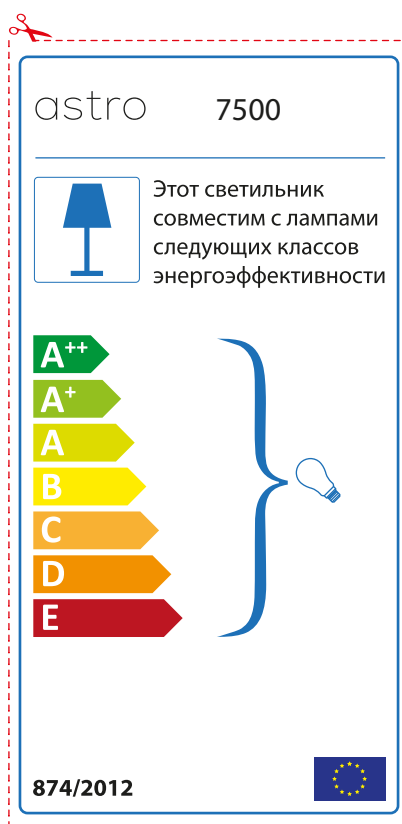 astro 7500
Этот светильник
совместим с лампами
следующих классов
энергоэффективности
A++
A+
A
B
C
D
E
874/2012